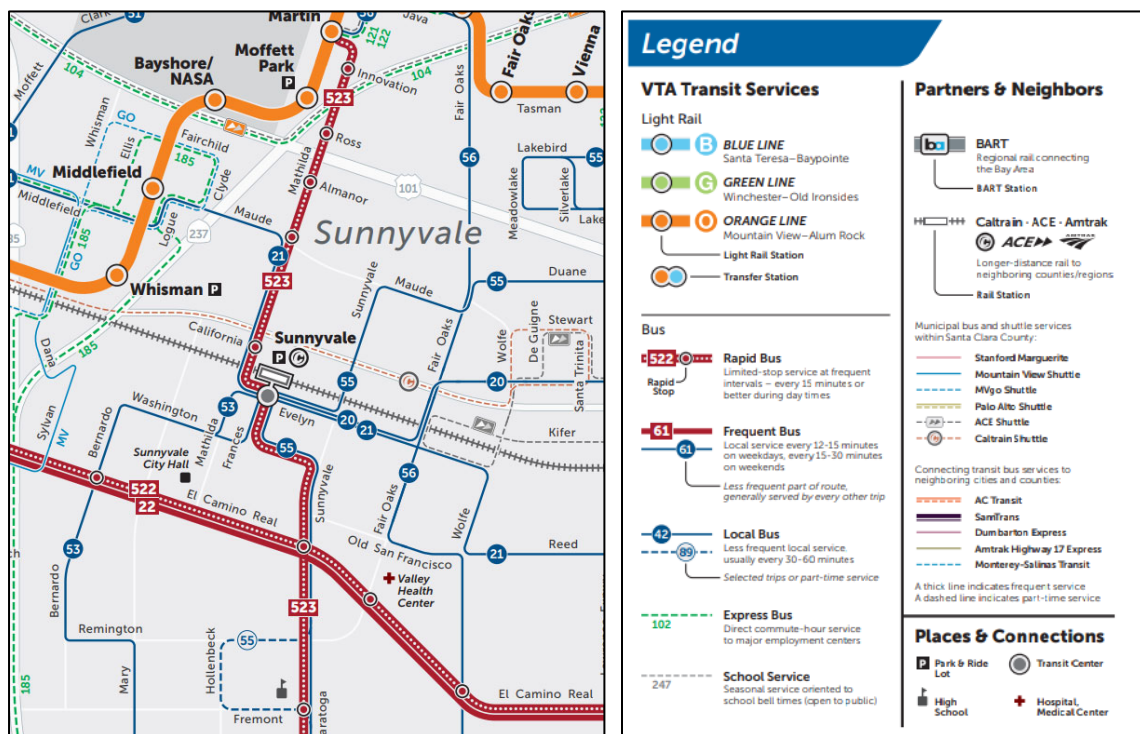 Clark
51
Martin
56
Java
121
122
Moffett
104
Bayshore/
NASA
Moffett
Park
P
Innovation
104
523
Fair Oaks
Fair Oaks
Vienna
Tasman
Whisman
GO
Ellis
Fairchild
185
Clyde
Ross
Mathilda
Almanor
56
Lakebird
55
Meadowlake
Silverlake
Lake
101
MV
Middlefield
Middlefield
Logue
237
Maude
85
185
GO
Sunnyvale
21
523
Whisman P
Sunnyvale
Maude
55
Duane
Fair Oaks
Wolfe
De Guigne
Stewart
Santa Trinita
California
Sunnyvale
P C
185
Dana
55
20
C
20
21
Evelyn
Kifer
Sylvan
MV
Bernardo
Washington
53
Mathilda
Frances
55
Sunnyvale
City Hall
Sunnyvale
56
Fair Oaks
Wolfe
522
22
El Camino Real
Old San Francisco
21
Reed
53
Bernardo
Valley
Health
Center
523
Remington
Mary
Hollenbeck
55
185
Fremont
aratoga
El Camino Real
Legend
VTA Transit Services
Light Rail
B
BLUE LINE
Santa Teresa–Baypointe
G
GREEN LINE
Winchester–Old Ironsides
O
ORANGE LINE
Mountain View–Alum Rock
Light Rail Station
Transfer Station
Bus
522
Rapid
Stop
Rapid Bus
Limited-stop service at frequent
intervals – every 15 minutes or
better during day times
61
61
Frequent Bus
Local service every 12-15 minutes
on weekdays, every 15-30 minutes
on weekends
Less frequent part of route,
generally served by every other trip
42
89
Local Bus
Less frequent local service,
usually every 30-60 minutes
Selected trips or part-time service
102
Express Bus
Direct commute-hour service
to major employment centers
247
School Service
Seasonal service oriented to
school bell times (open to public)
Partners & Neighbors
ba
BART
Regional rail connecting
the Bay Area
BART Station
Caltrain · ACE · Amtrak
C ACE AMTRAK
Longer-distance rail to
neighboring counties/regions
Rail Station
Municipal bus and shuttle services
within Santa Clara County:
Stanford Marguerite
Mountain View Shuttle
MVgo Shuttle
Palo Alto Shuttle
ACE Shuttle
C Caltrain Shuttle
Connecting transit bus services to
neighboring cities and counties:
AC Transit
SamTrans
Dumbarton Express
Amtrak Highway 17 Express
Monterey-Salinas Transit
A thick line indicates frequent service
A dashed line indicates part-time service
Places & Connections
P Park & Ride
Lot
Transit Center
High
School
Hospital,
Medical Center